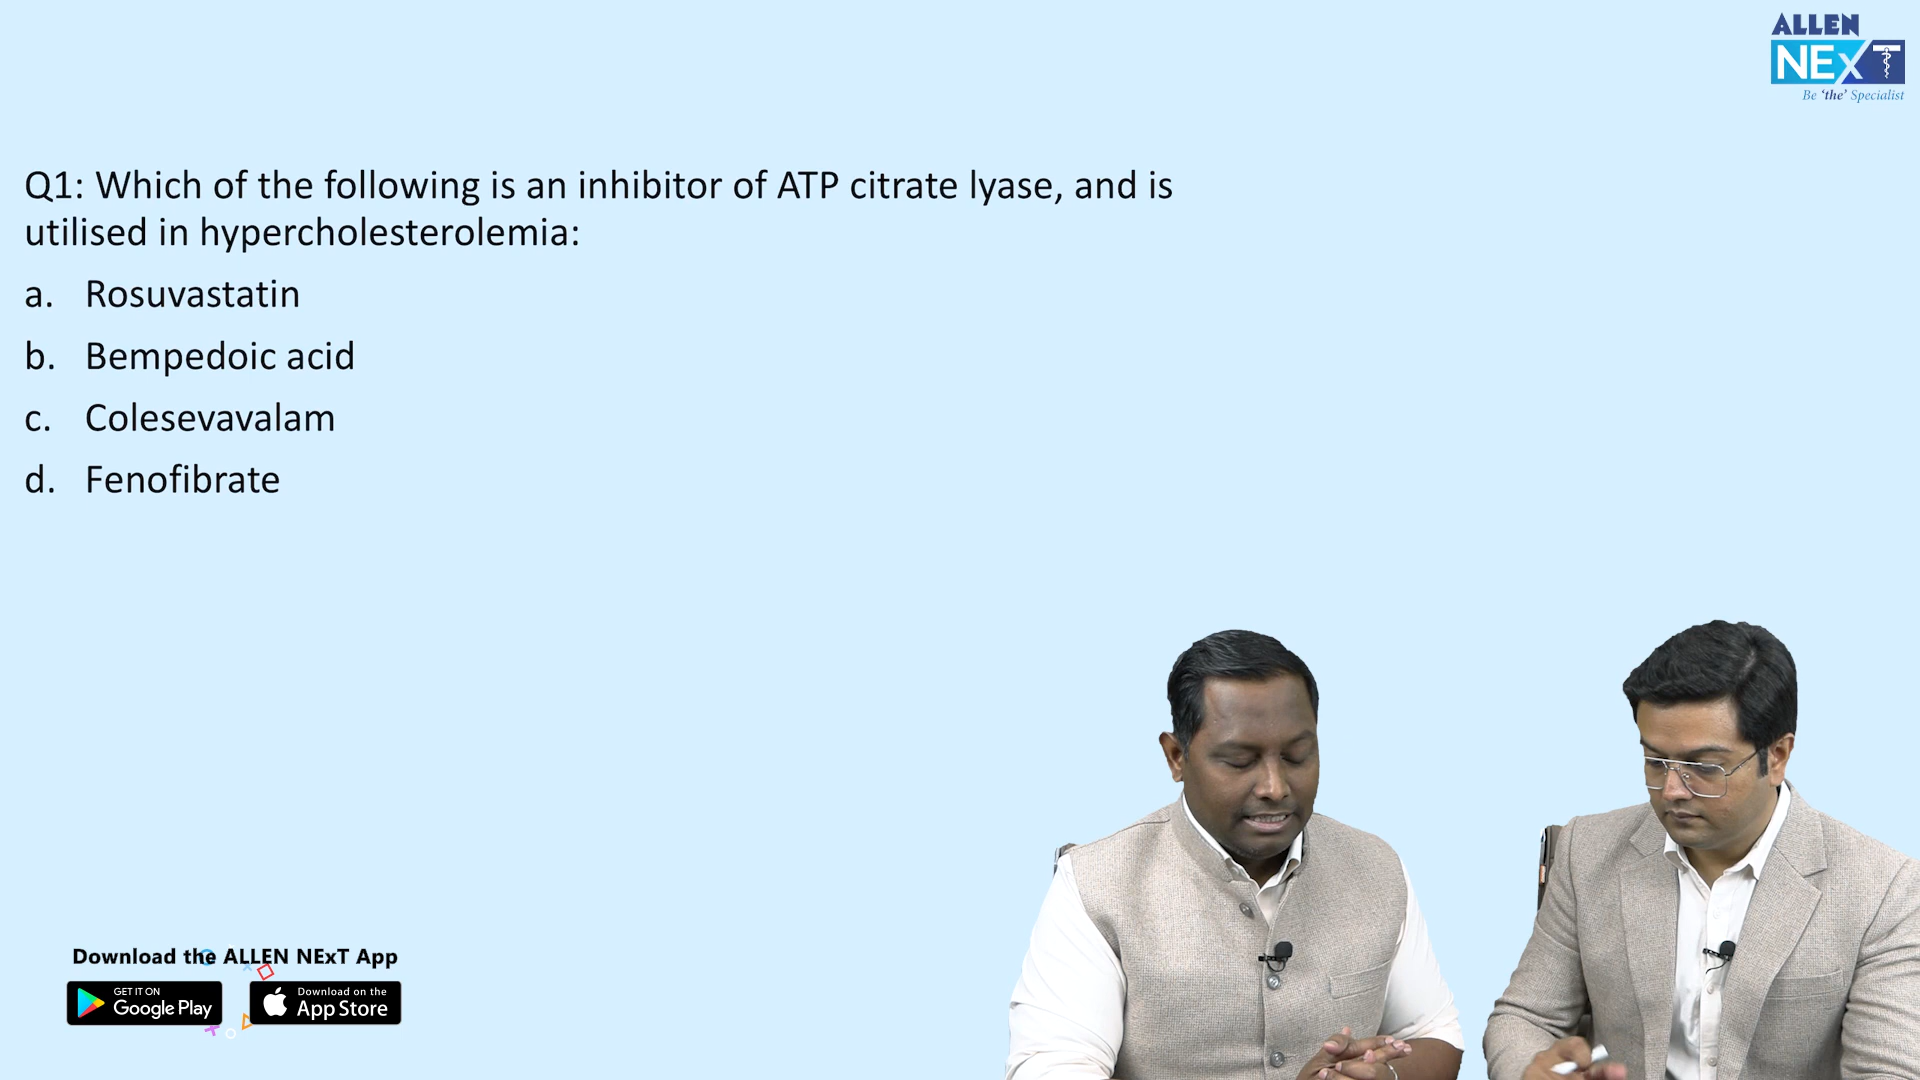 ALLEN
NExT
Be 'the' Specialist
Q1: Which of the following is an inhibitor of ATP citrate lyase, and is
utilised in hypercholesterolemia:
a. Rosuvastatin
b. Bempedoic acid
c. Colesevavalam
d. Fenofibrate
Download the ALLEN NExT App
GET IT ON
Google Play
Download on the
App Store